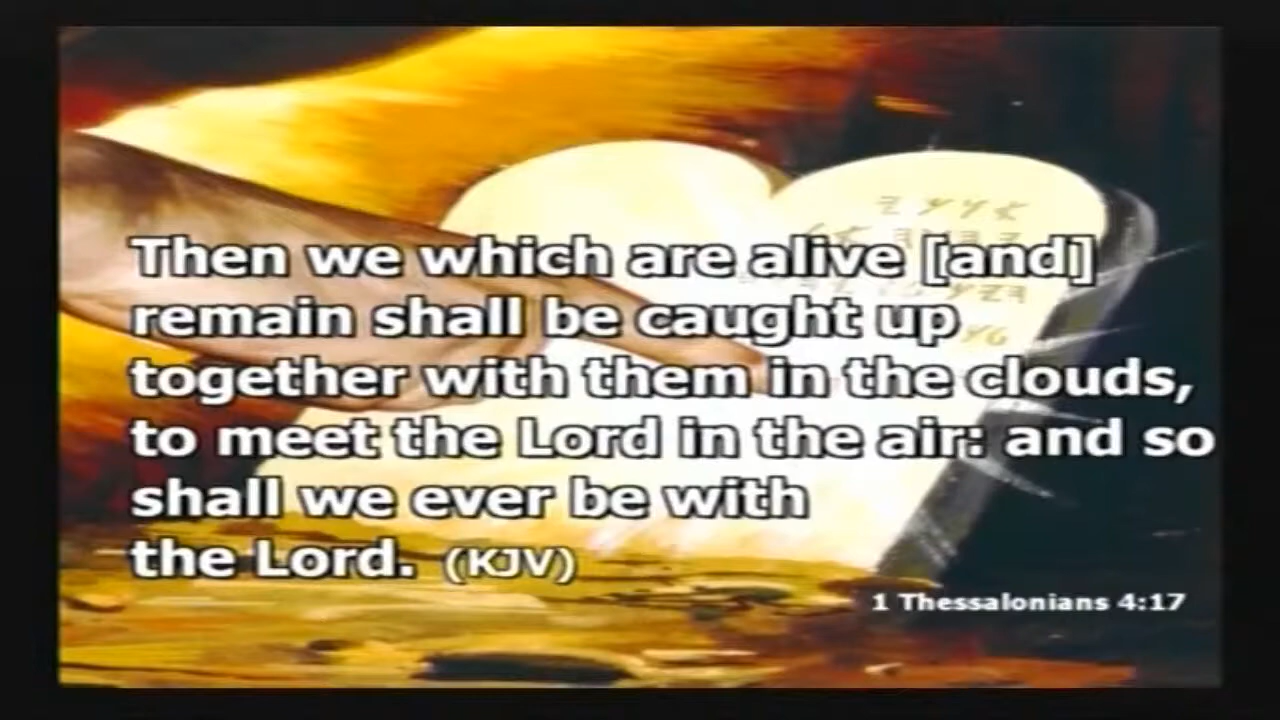 Then we which are alive [and]
remain shall be caught up
together with them in the clouds,
to meet the Lord in the air: and so
shall we ever be with
the Lord. (KJV)
1 Thessalonians 4:17